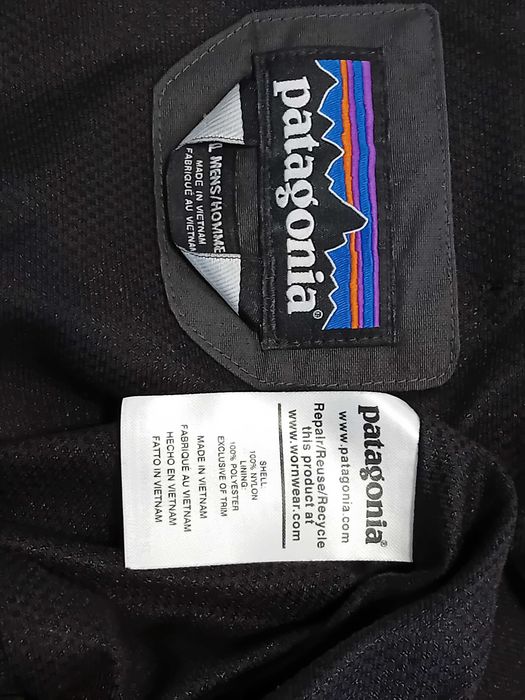 patagonia®
L MENS/HOMME
MADE IN VIETNAM
FABRIQUÉ AU VIETNAM
patagonia®
www.patagonia.com
Repair/Reuse/Recycle
this product at
www.wornwear.com
SHELL
100% NYLON
LINING:
100% POLYESTER
EXCLUSIVE OF TRIM
MADE IN VIETNAM
FABRIQUÉ AU VIETNAM
HECHO EN VIETNAM
FATTO IN VIETNAM